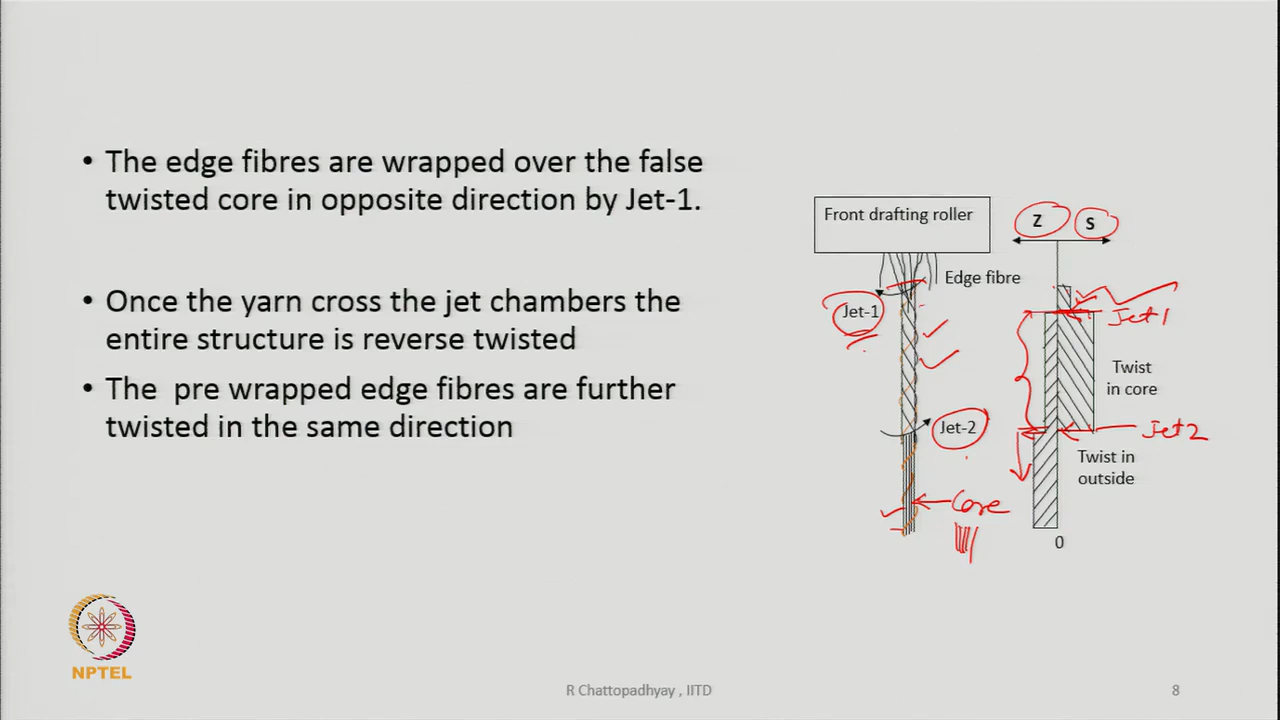 • The edge fibres are wrapped over the false
twisted core in opposite direction by Jet-1.
• Once the yarn cross the jet chambers the
entire structure is reverse twisted
• The pre wrapped edge fibres are further
twisted in the same direction
Front drafting roller
Edge fibre
Jet-1
Jet-2
Core
Z
S
Jet 1
Twist
in core
Jet 2
Twist in
outside
0
NPTEL
R Chattopadhyay , IITD
8